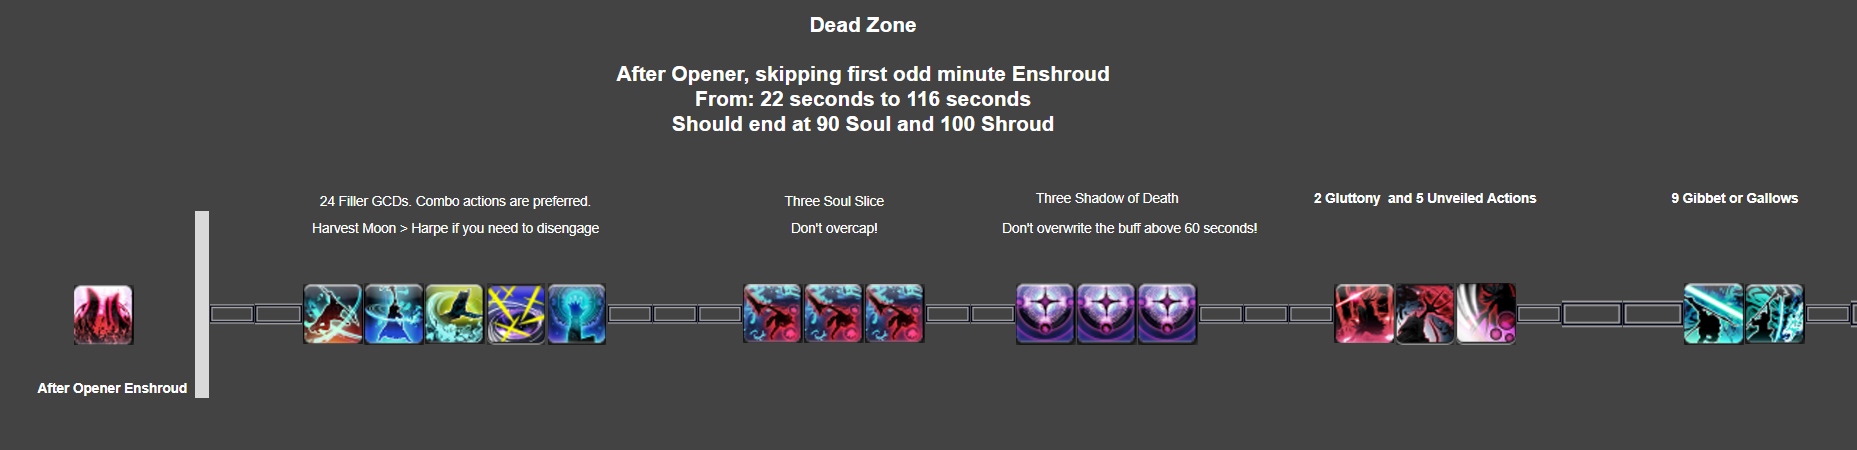 Dead Zone
After Opener, skipping first odd minute Enshroud
From: 22 seconds to 116 seconds
Should end at 90 Soul and 100 Shroud
24 Filler GCDs. Combo actions are preferred.
Harvest Moon > Harpe if you need to disengage
Three Soul Slice
Don't overcap!
Three Shadow of Death
Don't overwrite the buff above 60 seconds!
2 Gluttony  and 5 Unveiled Actions
9 Gibbet or Gallows
After Opener Enshroud